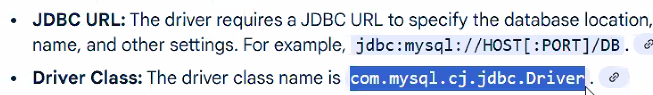 • JDBC URL: The driver requires a JDBC URL to specify the database location,
name, and other settings. For example, jdbc:mysql://HOST[:PORT]/DB .
• Driver Class: The driver class name is com.mysql.cj.jdbc.Driver .